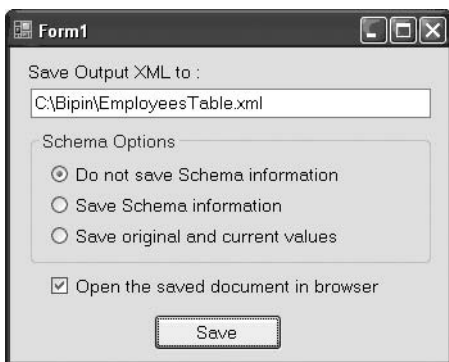 Form1
Save Output XML to :
C:\Bipin\EmployeesTable.xml
Schema Options
Do not save Schema information
Save Schema information
Save original and current values
Open the saved document in browser
Save